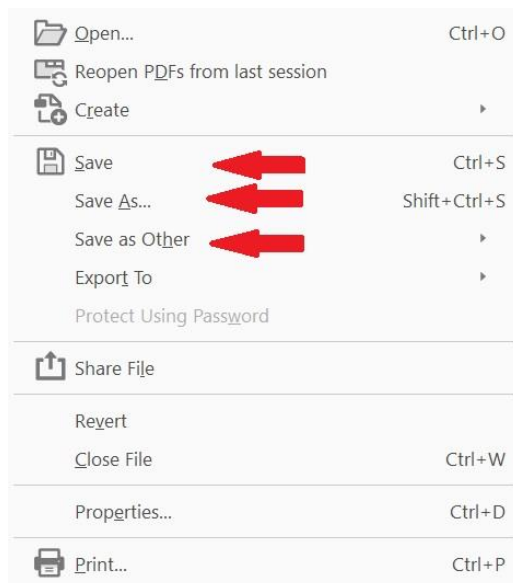 Open... Ctrl+O
Reopen PDFs from last session
Create
Save Ctrl+S
Save As... Shift+Ctrl+S
Save as Other
Export To
Protect Using Password
Share File
Revert
Close File Ctrl+W
Properties... Ctrl+D
Print... Ctrl+P